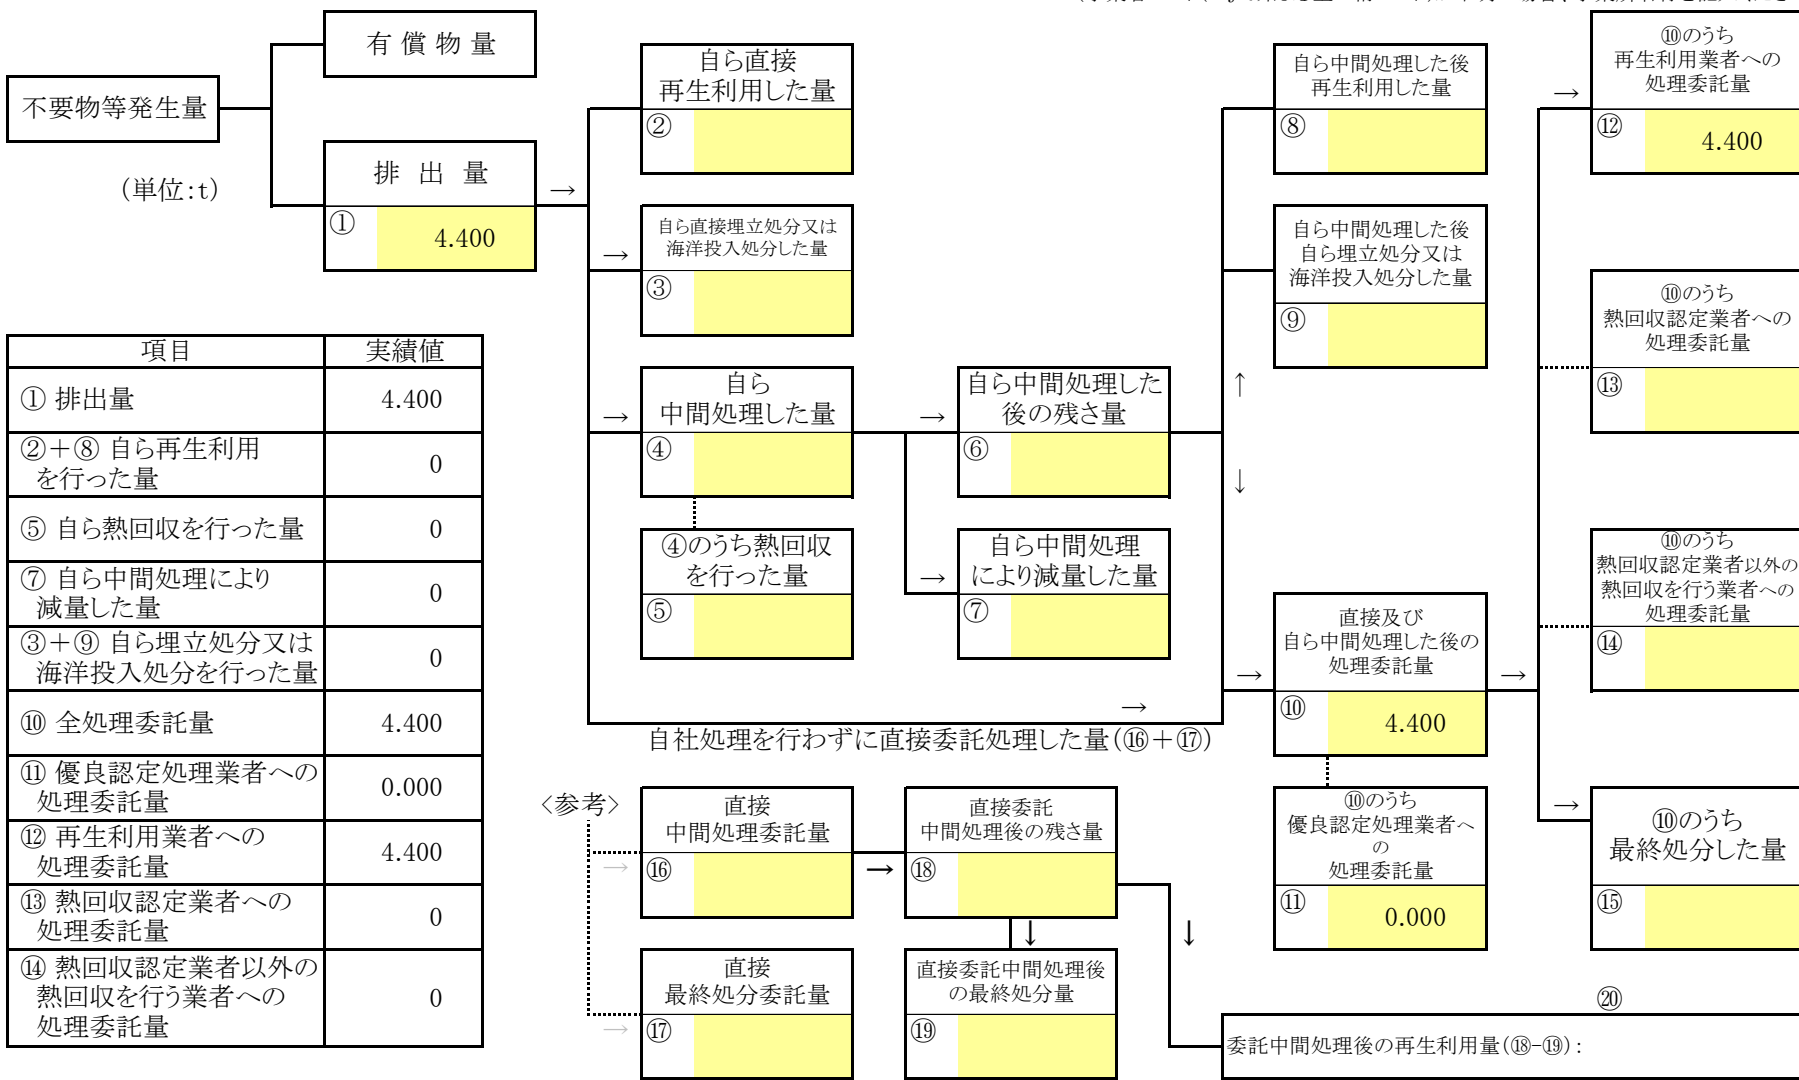 有 償 物 量
不要物等発生量
(単位:t)
排 出 量
→
①
4.400
自ら直接
再生利用した量
②
自ら直接埋立処分又は
海洋投入処分した量
→
③
自ら
中間処理した量
→
④
④のうち熱回収
を行った量
⑤
自ら中間処理した
後の残さ量
→
⑥
自ら中間処理
により減量した量
→
⑦
自ら中間処理した後
再生利用した量
⑧
自ら中間処理した後
自ら埋立処分又は
海洋投入処分した量
⑨
↑
↓
直接及び
自ら中間処理した後の
処理委託量
→
⑩
4.400
→
自社処理を行わずに直接委託処理した量(⑯+⑰)
⑩のうち
優良認定処理業者へ
の
処理委託量
⑪
0.000
⑩のうち
再生利用業者への
処理委託量
→
⑫
4.400
⑩のうち
熱回収認定業者への
処理委託量
⑬
⑩のうち
熱回収認定業者以外の
熱回収を行う業者への
処理委託量
→
⑭
⑩のうち
最終処分した量
→
⑮
項目 実績値
① 排出量 4.400
②+⑧ 自ら再生利用
を行った量 0
⑤ 自ら熱回収を行った量 0
⑦ 自ら中間処理により
減量した量 0
③+⑨ 自ら埋立処分又は
海洋投入処分を行った量 0
⑩ 全処理委託量 4.400
⑪ 優良認定処理業者への
処理委託量 0.000
⑫ 再生利用業者への
処理委託量 4.400
⑬ 熱回収認定業者への
処理委託量 0
⑭ 熱回収認定業者以外の
熱回収を行う業者への
処理委託量 0
〈参考〉
直接
中間処理委託量
→
⑯
→
直接委託
中間処理後の残さ量
⑱
↓
↓
直接
最終処分委託量
→
⑰
直接委託中間処理後
の最終処分量
⑲
⑳
委託中間処理後の再生利用量(⑱-⑲):